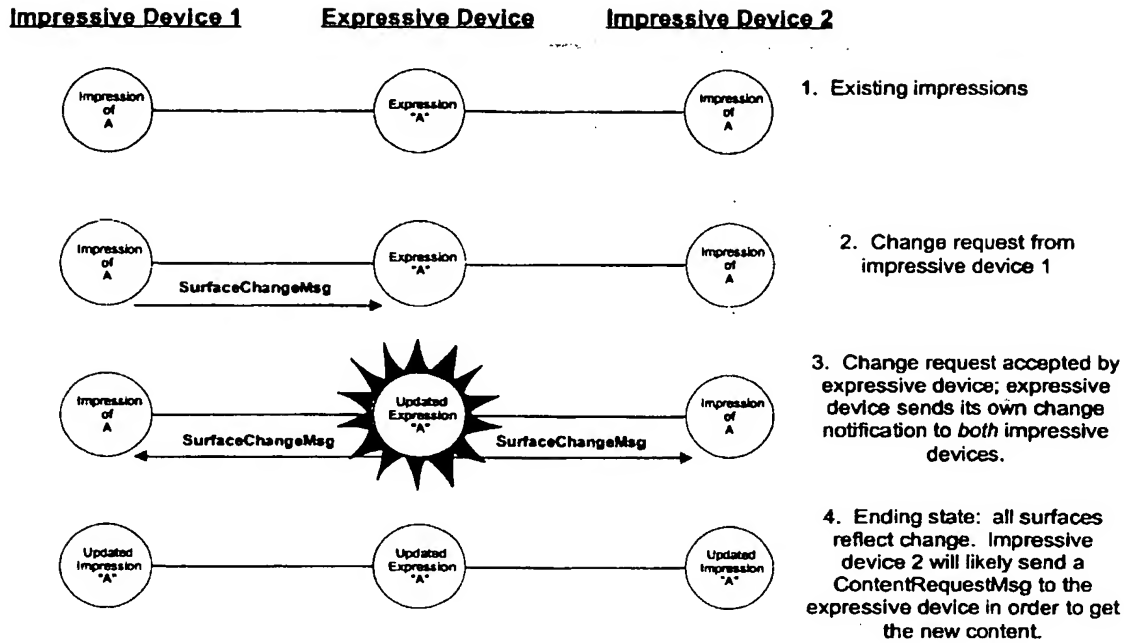 Impressive Device 1
Expressive Device
Impressive Device 2
Impression
of
A
Expression
"A"
Impression
of
A
1. Existing impressions
Impression
of
A
Expression
"A"
Impression
of
A
SurfaceChangeMsg
2. Change request from
impressive device 1
Impression
of
A
Updated
Expression
"A"
Impression
of
A
SurfaceChangeMsg
SurfaceChangeMsg
3. Change request accepted by
expressive device; expressive
device sends its own change
notification to both impressive
devices.
Updated
Impression
"A"
Updated
Expression
"A"
Updated
Impression
"A"
4. Ending state: all surfaces
reflect change. Impressive
device 2 will likely send a
ContentRequestMsg to the
expressive device in order to get
the new content.